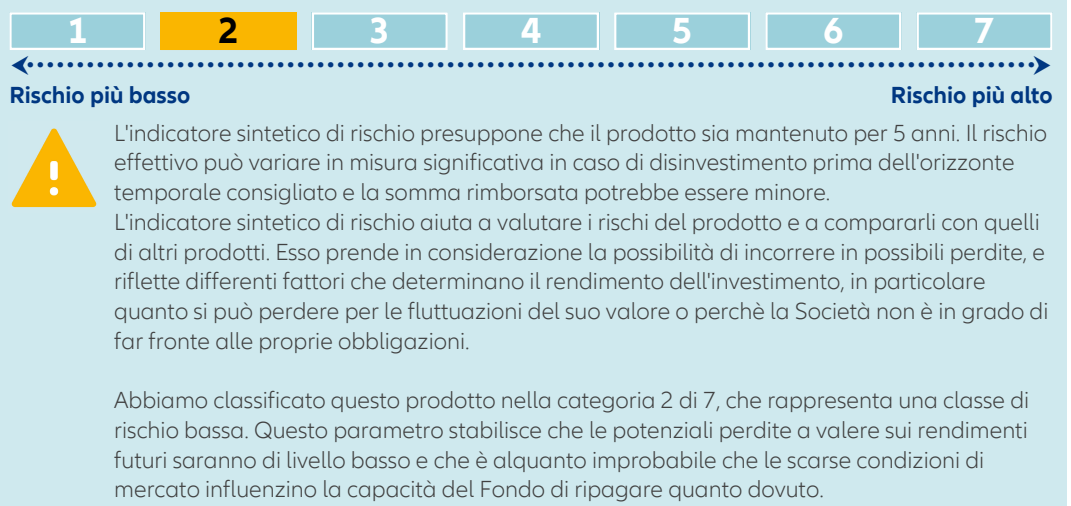 1 2 3 4 5 6 7
Rischio più basso Rischio più alto
L'indicatore sintetico di rischio presuppone che il prodotto sia mantenuto per 5 anni. Il rischio
effettivo può variare in misura significativa in caso di disinvestimento prima dell'orizzonte
temporale consigliato e la somma rimborsata potrebbe essere minore.
L'indicatore sintetico di rischio aiuta a valutare i rischi del prodotto e a compararli con quelli
di altri prodotti. Esso prende in considerazione la possibilità di incorrere in possibili perdite, e
riflette differenti fattori che determinano il rendimento dell'investimento, in particolare
quanto si può perdere per le fluttuazioni del suo valore o perchè la Società non è in grado di
far fronte alle proprie obbligazioni.
Abbiamo classificato questo prodotto nella categoria 2 di 7, che rappresenta una classe di
rischio bassa. Questo parametro stabilisce che le potenziali perdite a valere sui rendimenti
futuri saranno di livello basso e che è alquanto improbabile che le scarse condizioni di
mercato influenzino la capacità del Fondo di ripagare quanto dovuto.